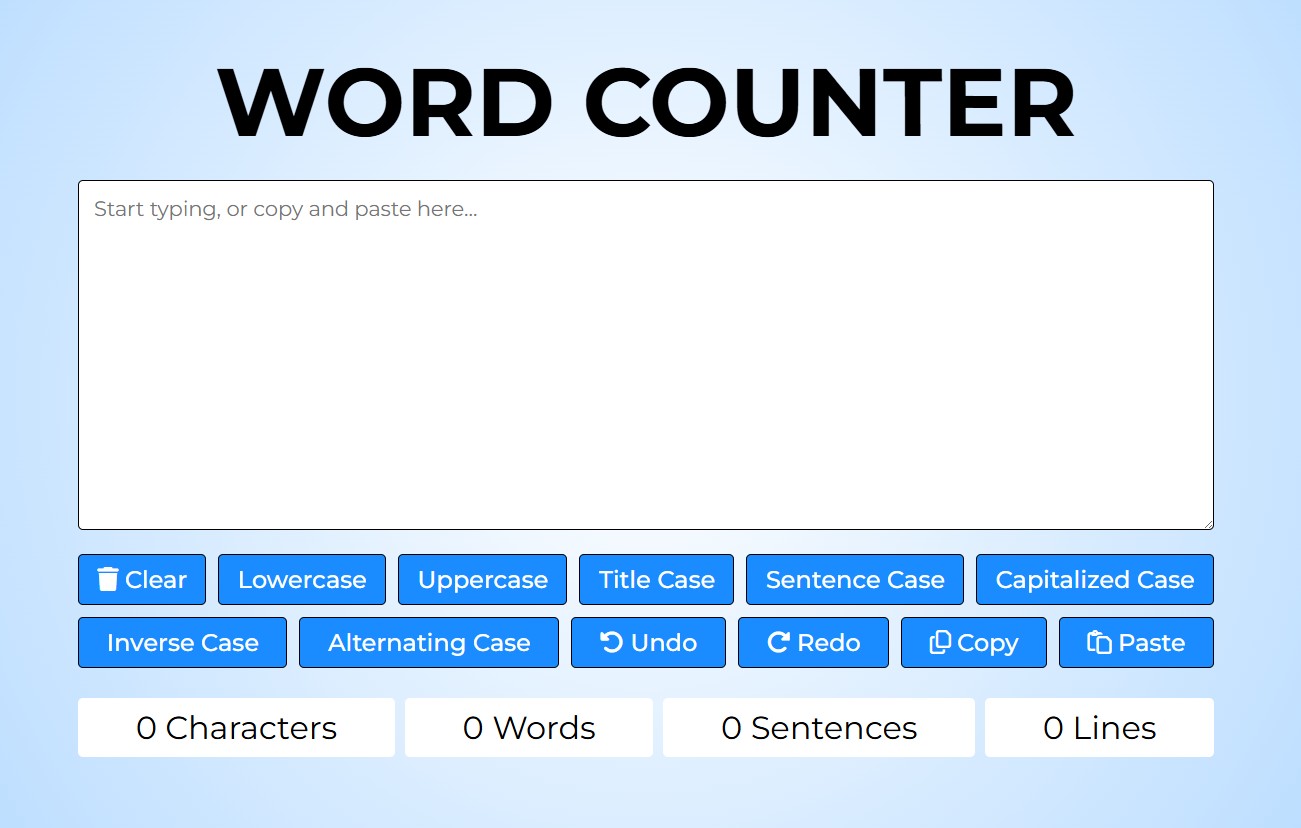 WORD COUNTER
Start typing, or copy and paste here...
Clear Lowercase Uppercase Title Case Sentence Case Capitalized Case
Inverse Case Alternating Case Undo Redo Copy Paste
0 Characters 0 Words 0 Sentences 0 Lines